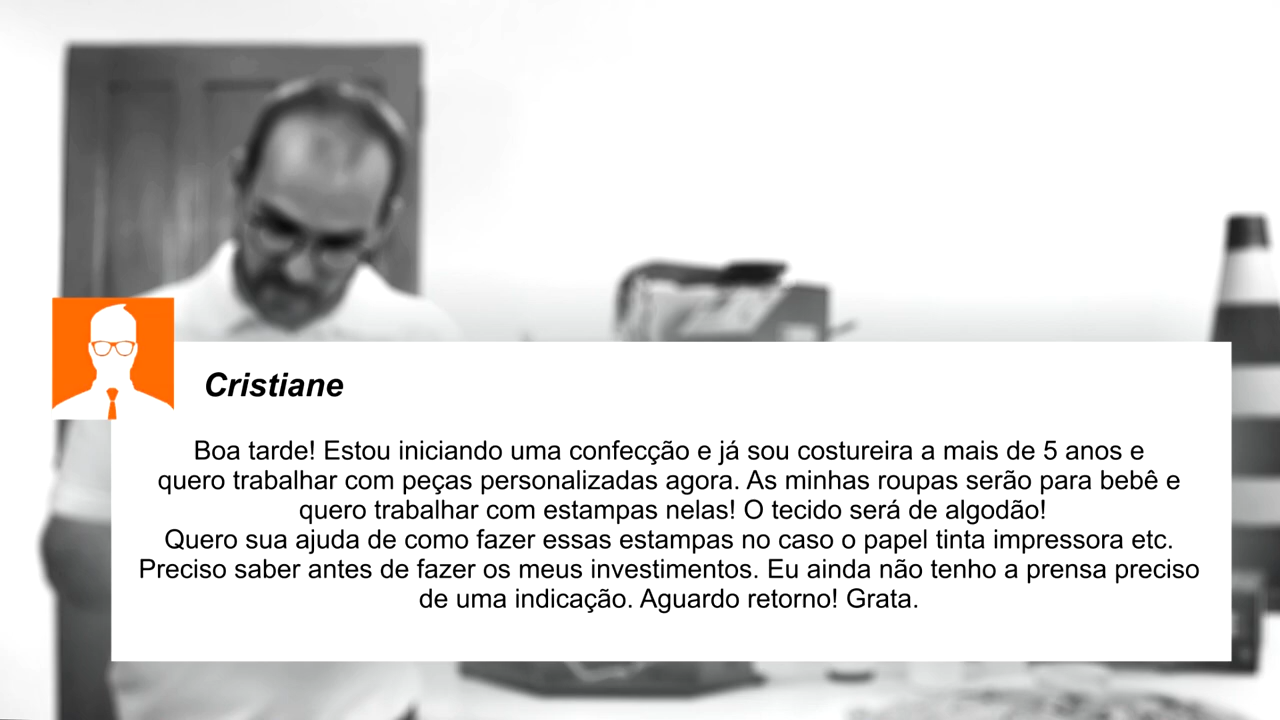 Cristiane
Boa tarde! Estou iniciando uma confecção e já sou costureira a mais de 5 anos e
quero trabalhar com peças personalizadas agora. As minhas roupas serão para bebê e
quero trabalhar com estampas nelas! O tecido será de algodão!
Quero sua ajuda de como fazer essas estampas no caso o papel tinta impressora etc.
Preciso saber antes de fazer os meus investimentos. Eu ainda não tenho a prensa preciso
de uma indicação. Aguardo retorno! Grata.